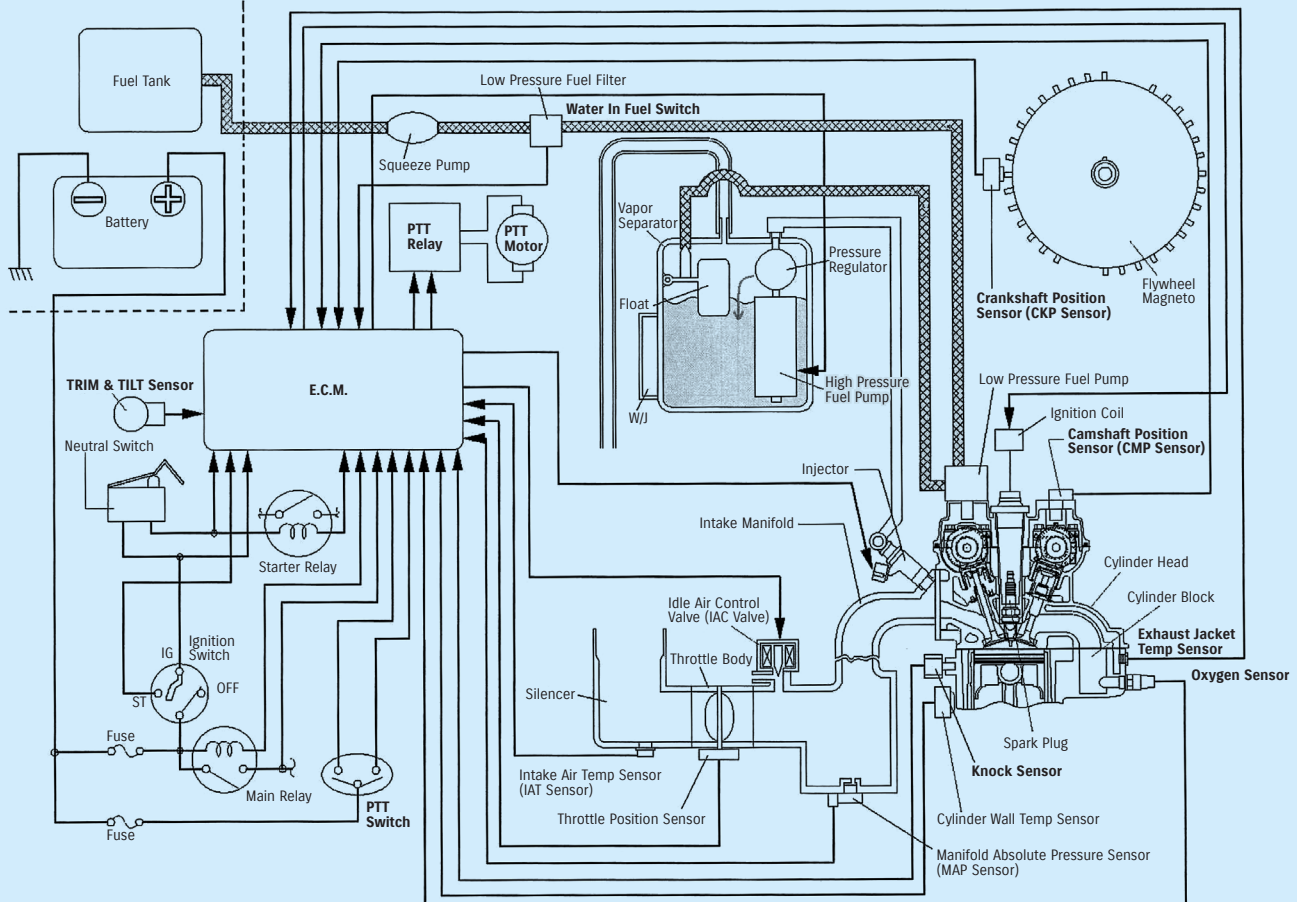 Fuel Tank
Low Pressure Fuel Filter
Water In Fuel Switch
Squeeze Pump
Battery
PTT
Relay
PTT
Motor
Vapor
Separator
Float
Pressure
Regulator
High Pressure
Fuel Pump
W/J
Crankshaft Position
Sensor (CKP Sensor)
Flywheel
Magneto
TRIM & TILT Sensor
E.C.M.
Neutral Switch
Starter Relay
Low Pressure Fuel Pump
Ignition Coil
Camshaft Position
Sensor (CMP Sensor)
Injector
Intake Manifold
Cylinder Head
Cylinder Block
Exhaust Jacket
Temp Sensor
Oxygen Sensor
Idle Air Control
Valve (IAC Valve)
Throttle Body
Silencer
IG
Ignition
Switch
OFF
ST
Fuse
Main Relay
Fuse
PTT
Switch
Intake Air Temp Sensor
(IAT Sensor)
Throttle Position Sensor
Spark Plug
Knock Sensor
Cylinder Wall Temp Sensor
Manifold Absolute Pressure Sensor
(MAP Sensor)